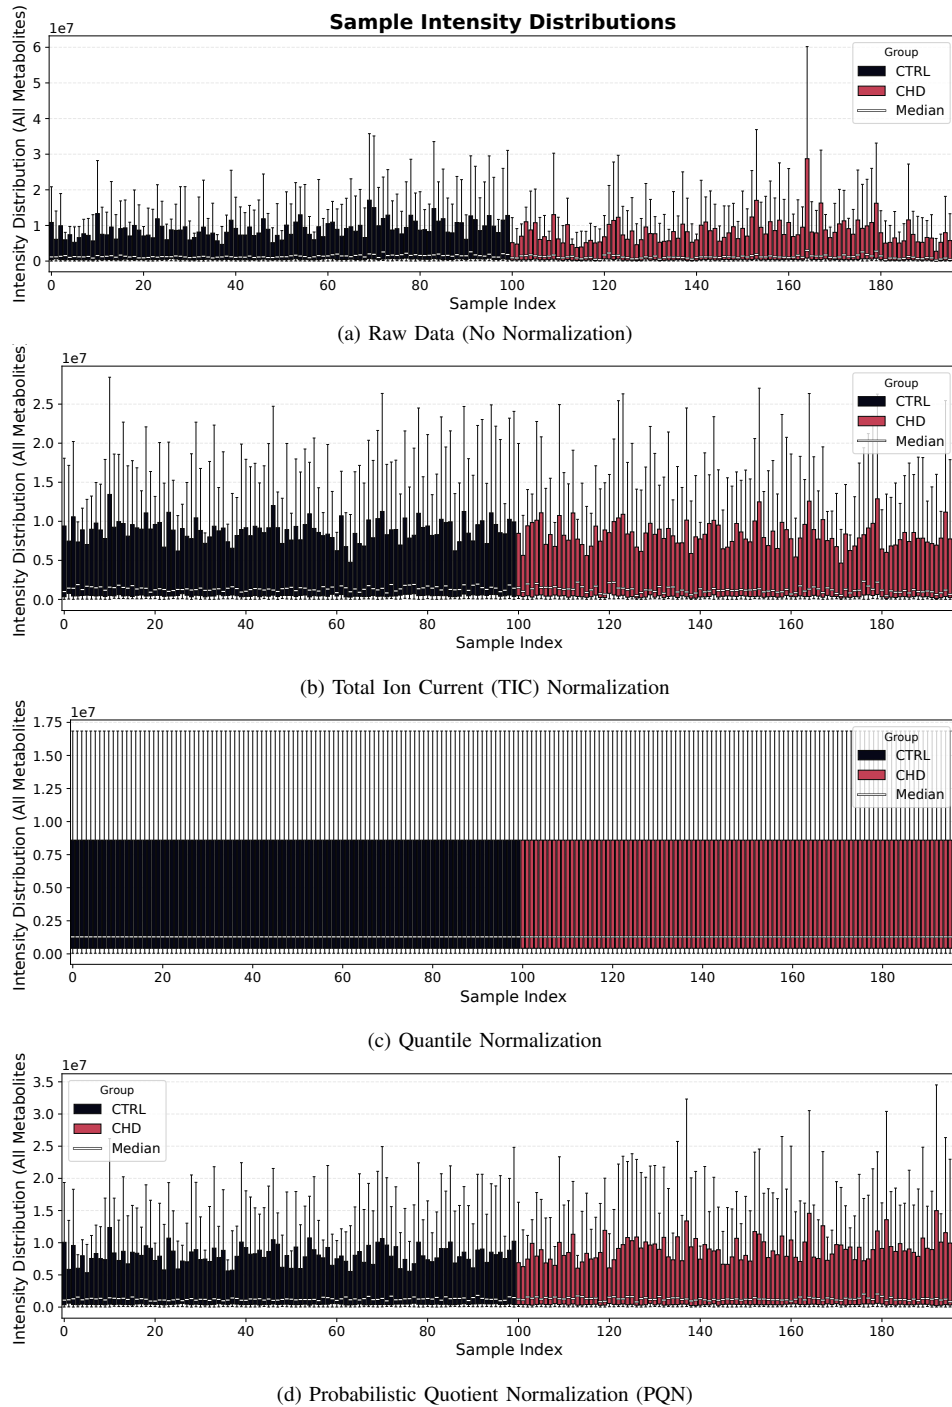 Sample Intensity Distributions
1e7
Intensity Distribution (All Metabolites)
6
5
4
3
2
1
0
Group
CTRL
CHD
Median
0 20 40 60 80 100 120 140 160 180
Sample Index
(a) Raw Data (No Normalization)
1e7
Intensity Distribution (All Metabolites)
2.5
2.0
1.5
1.0
0.5
0.0
Group
CTRL
CHD
Median
0 20 40 60 80 100 120 140 160 180
Sample Index
(b) Total Ion Current (TIC) Normalization
1e7
Intensity Distribution (All Metabolites
1.75
1.50
1.25
1.00
0.75
0.50
0.25
0.00
Group
CTRL
CHD
Median
0 20 40 60 80 100 120 140 160 180
Sample Index
(c) Quantile Normalization
1e7
Intensity Distribution (All Metabolites
3.5
3.0
2.5
2.0
1.5
1.0
0.5
0.0
Group
CTRL
CHD
Median
0 20 40 60 80 100 120 140 160 180
Sample Index
(d) Probabilistic Quotient Normalization (PQN)